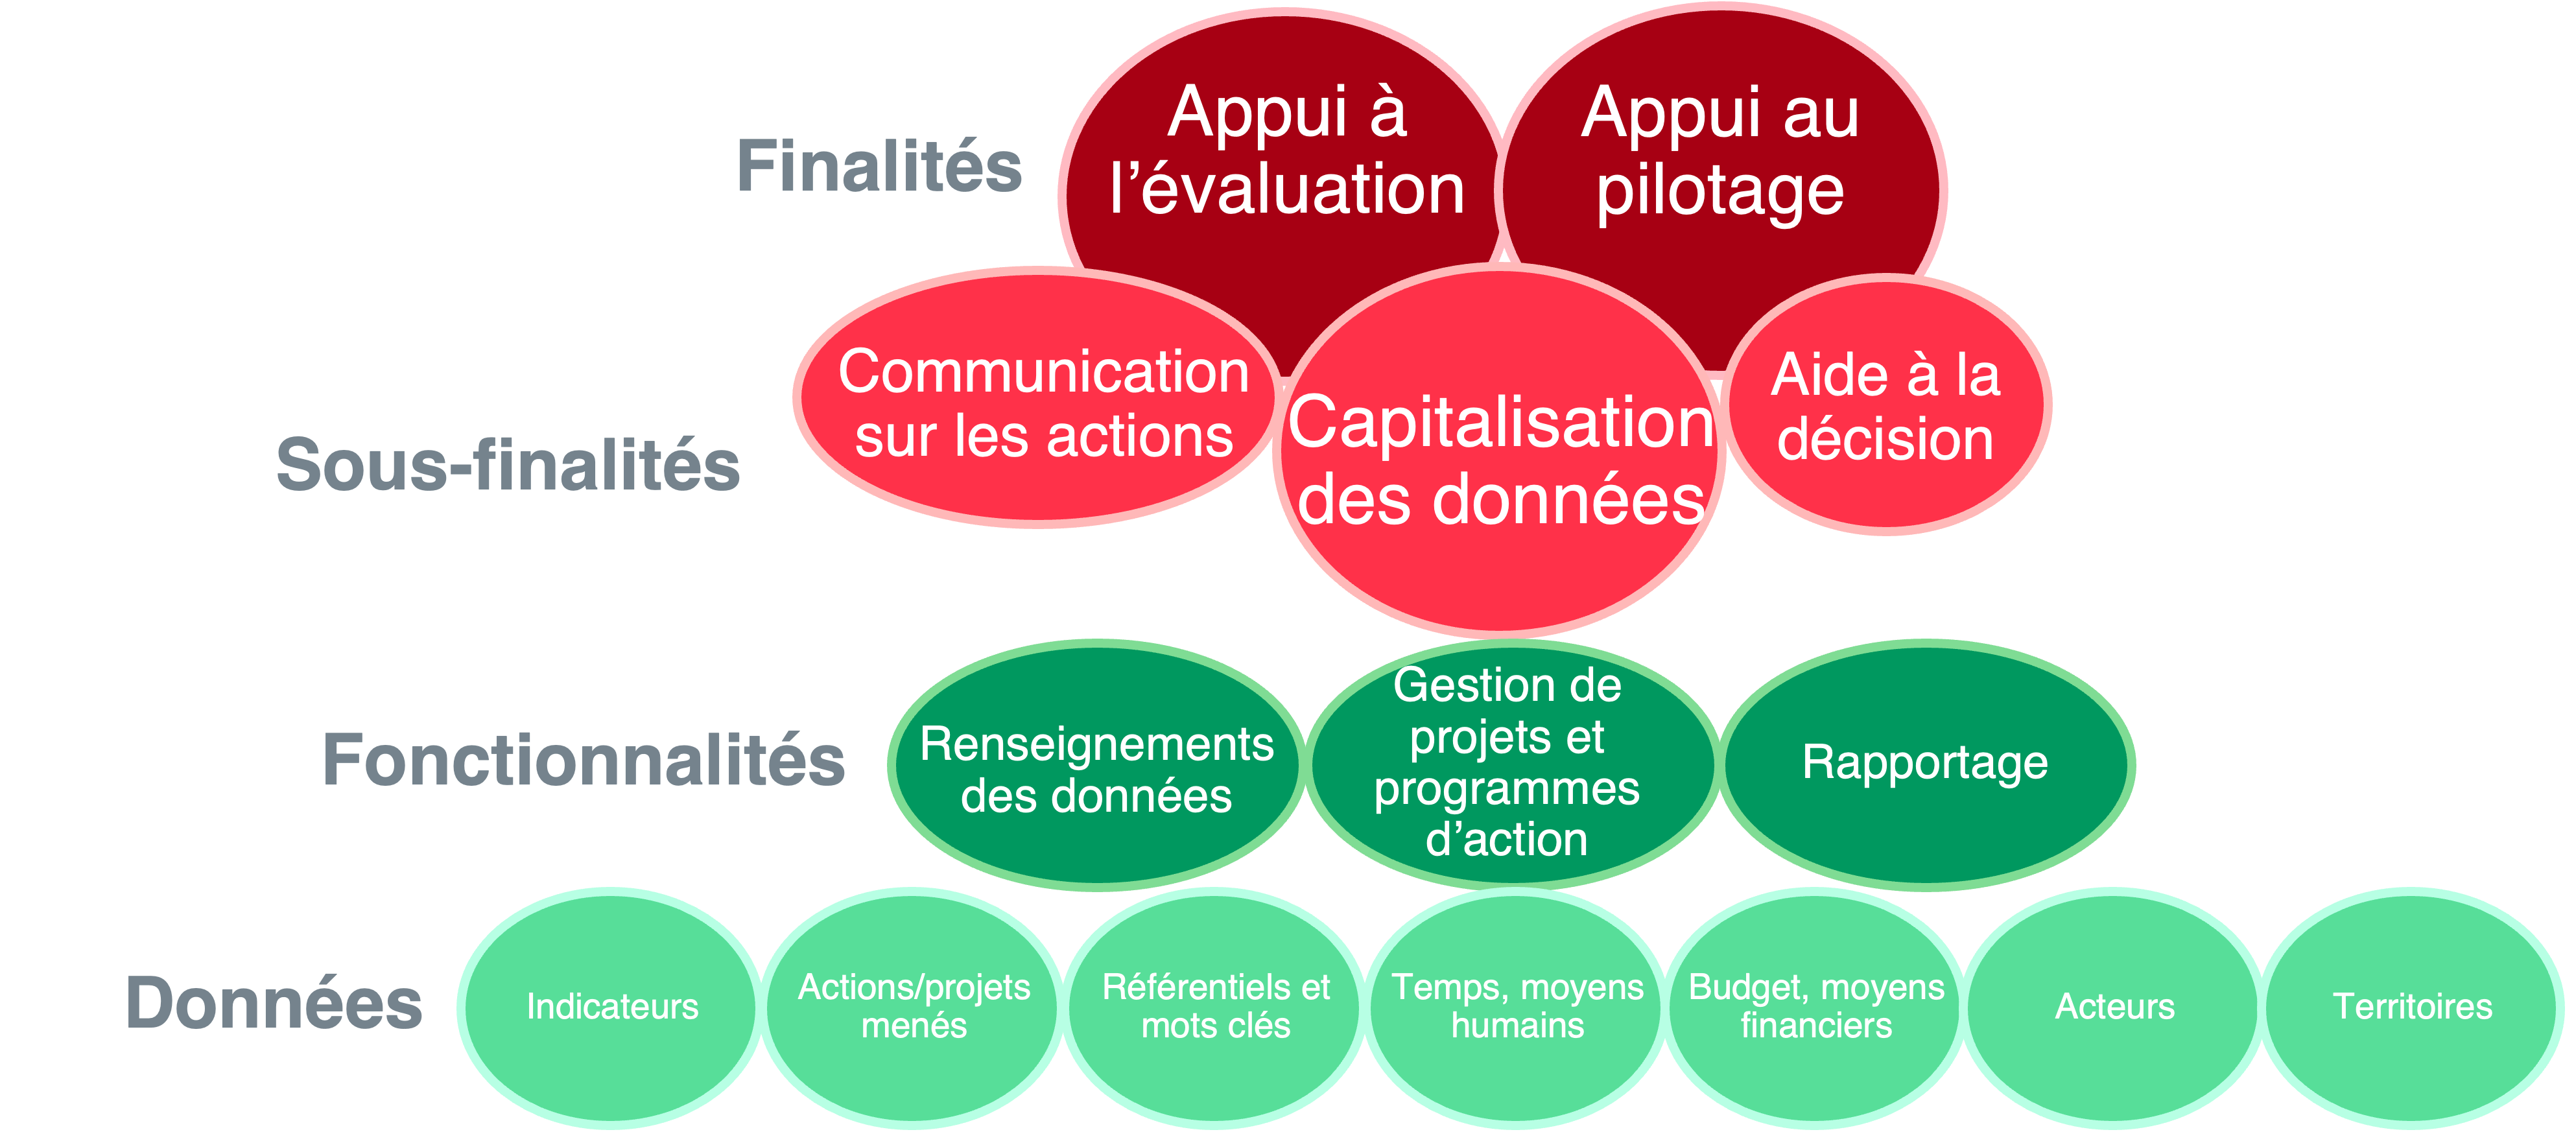 Finalités
Appui à
l’évaluation
Appui au
pilotage
Sous-finalités
Communication
sur les actions
Capitalisation
des données
Aide à la
décision
Fonctionnalités
Renseignements
des données
Gestion de
projets et
programmes
d’action
Rapportage
Données
Indicateurs
Actions/projets
menés
Référentiels et
mots clés
Temps, moyens
humains
Budget, moyens
financiers
Acteurs
Territoires